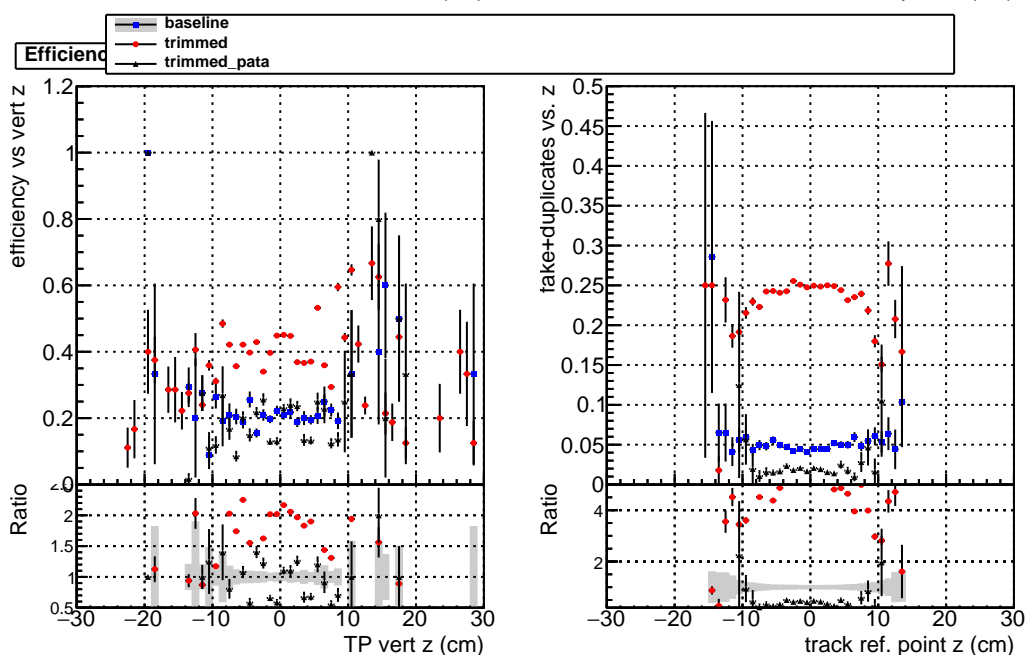 baseline
trimmed
trimmed_pata
Efficienc
efficiency vs vert z
1.2
1
0.8
0.6
0.4
0.2
0
Ratio
2
1.5
1
0.5
−30 −20 −10 0 10 20 30
TP vert z (cm)
fake+duplicates vs. z
0.5
0.45
0.4
0.35
0.3
0.25
0.2
0.15
0.1
0.05
0
Ratio
4
2
−30 −20 −10 0 10 20 30
track ref. point z (cm)